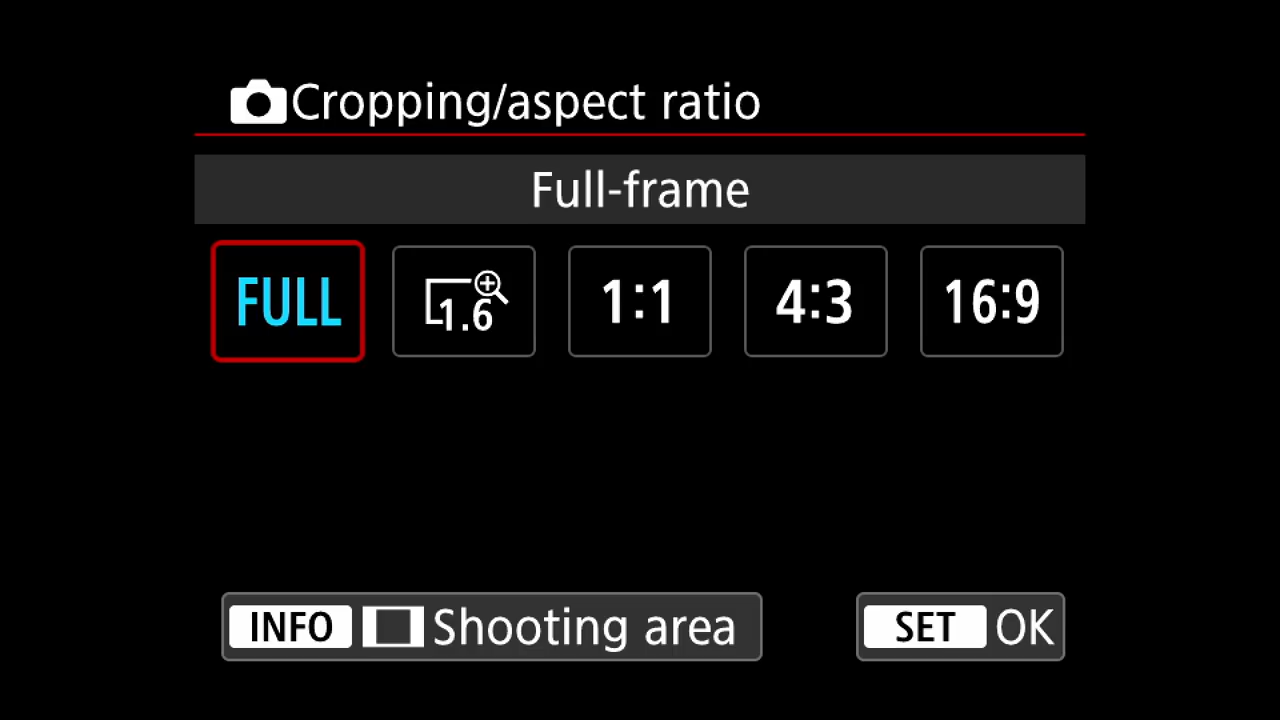 Cropping/aspect ratio
Full-frame
FULL 1.6 1:1 4:3 16:9
INFO Shooting area SET OK